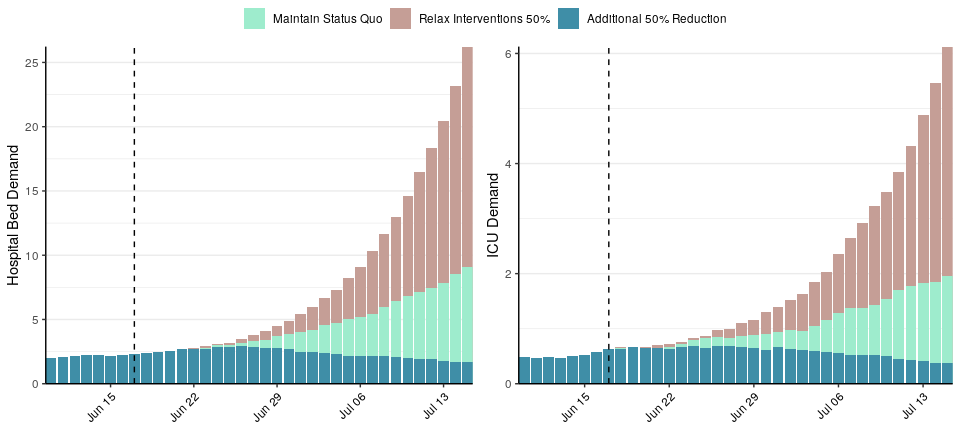 Maintain Status Quo Relax Interventions 50% Additional 50% Reduction
Hospital Bed Demand
25
20
15
10
5
0
Jun 15 Jun 22 Jun 29 Jul 06 Jul 13
ICU Demand
6
4
2
0
Jun 15 Jun 22 Jun 29 Jul 06 Jul 13